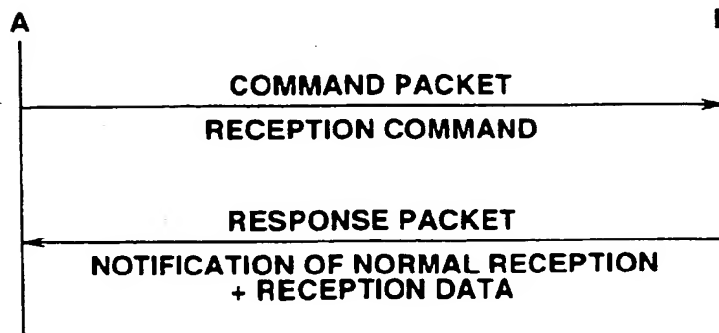 A
COMMAND PACKET
RECEPTION COMMAND
RESPONSE PACKET
NOTIFICATION OF NORMAL RECEPTION
+ RECEPTION DATA